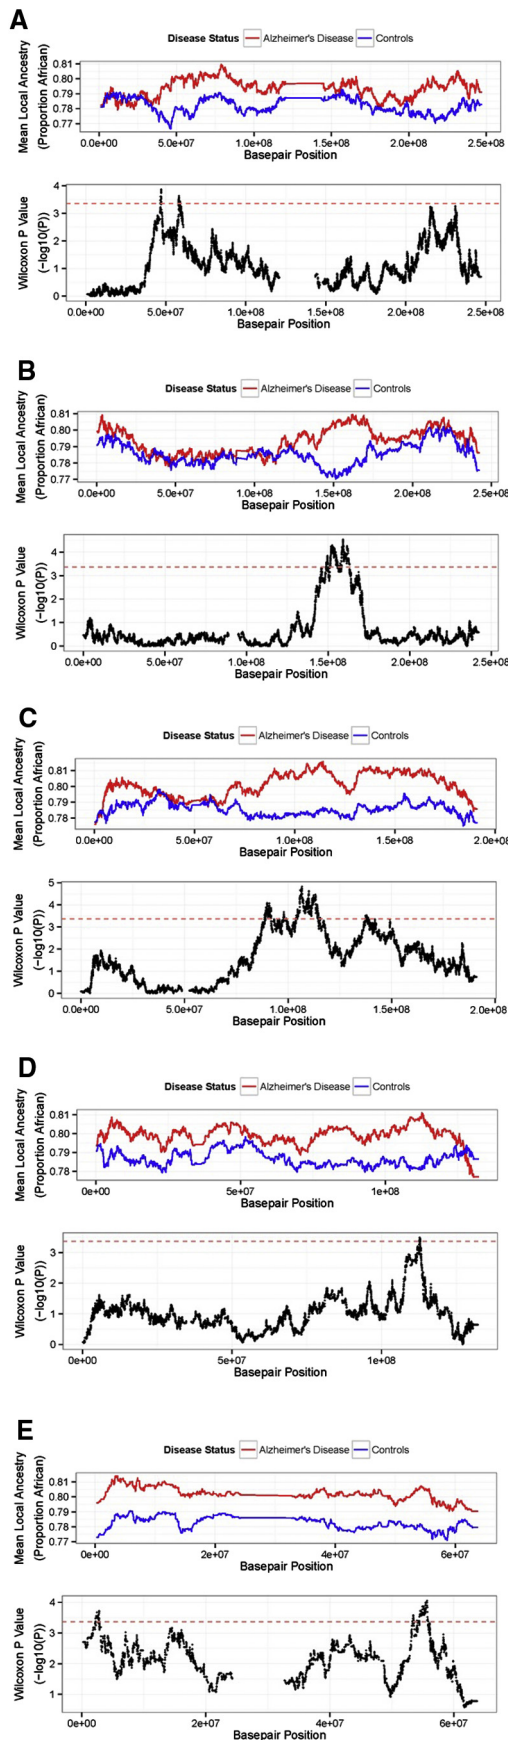 A
Disease Status Alzheimer's Disease Controls
Mean Local Ancestry
(Proportion African)
0.81
0.80
0.79
0.78
0.77
0.0e+00 5.0e+07 1.0e+08 1.5e+08 2.0e+08 2.5e+08
Basepair Position
Wilcoxon P Value
(−log10(P))
4
3
2
1
0
0.0e+00 5.0e+07 1.0e+08 1.5e+08 2.0e+08 2.5e+08
Basepair Position
B
Disease Status Alzheimer's Disease Controls
Mean Local Ancestry
(Proportion African)
0.81
0.80
0.79
0.78
0.77
0.0e+00 5.0e+07 1.0e+08 1.5e+08 2.0e+08 2.5e+08
Basepair Position
Wilcoxon P Value
(−log10(P))
4
3
2
1
0
0.0e+00 5.0e+07 1.0e+08 1.5e+08 2.0e+08 2.5e+08
Basepair Position
C
Disease Status Alzheimer's Disease Controls
Mean Local Ancestry
(Proportion African)
0.81
0.80
0.79
0.78
0.0e+00 5.0e+07 1.0e+08 1.5e+08 2.0e+08
Basepair Position
Wilcoxon P Value
(−log10(P))
5
4
3
2
1
0
0.0e+00 5.0e+07 1.0e+08 1.5e+08 2.0e+08
Basepair Position
D
Disease Status Alzheimer's Disease Controls
Mean Local Ancestry
(Proportion African)
0.81
0.80
0.79
0.78
0e+00 5e+07 1e+08
Basepair Position
Wilcoxon P Value
(−log10(P))
3
2
1
0
0e+00 5e+07 1e+08
Basepair Position
E
Disease Status Alzheimer's Disease Controls
Mean Local Ancestry
(Proportion African)
0.81
0.80
0.79
0.78
0.77
0e+00 2e+07 4e+07 6e+07
Basepair Position
Wilcoxon P Value
(−log10(P))
4
3
2
1
0e+00 2e+07 4e+07 6e+07
Basepair Position